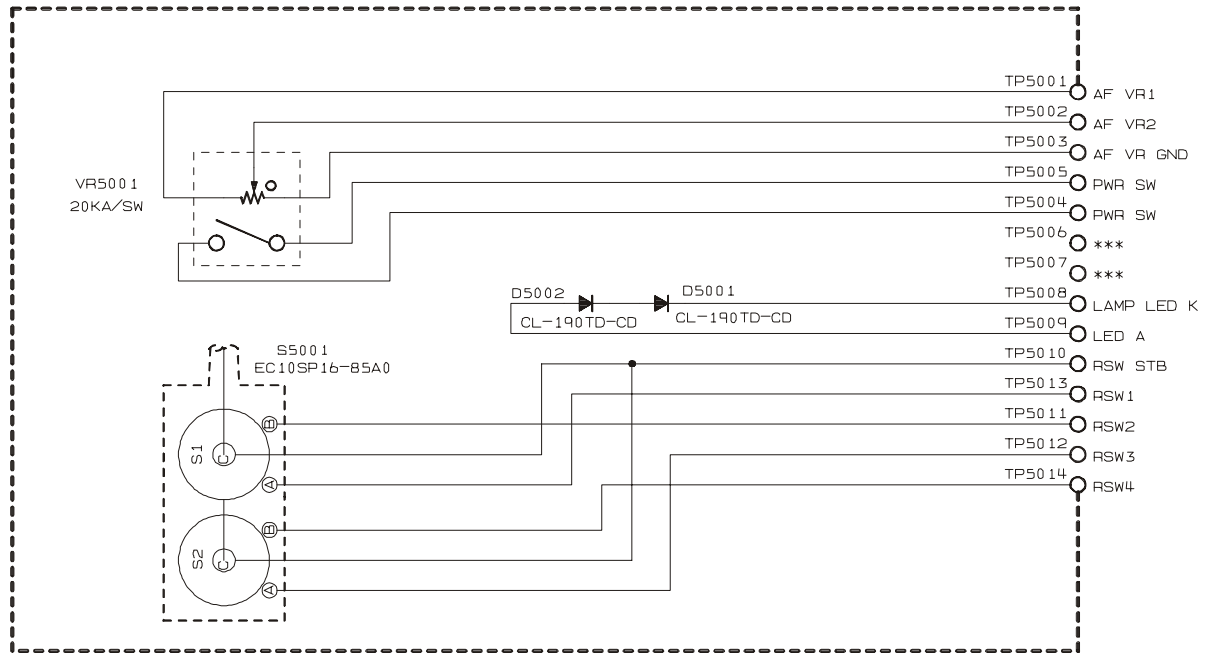 TP5001 AF VR1
TP5002 AF VR2
TP5003 AF VR GND
TP5005 PWR SW
TP5004 PWR SW
TP5006 ***
TP5007 ***
TP5008 LAMP LED K
TP5009 LED A
TP5010 RSW STB
TP5013 RSW1
TP5011 RSW2
TP5012 RSW3
TP5014 RSW4
VR5001
20KA/SW
D5002
CL-190TD-CD
D5001
CL-190TD-CD
S5001
EC10SP16-85A0
S1
C
B
A
S2
C
B
A